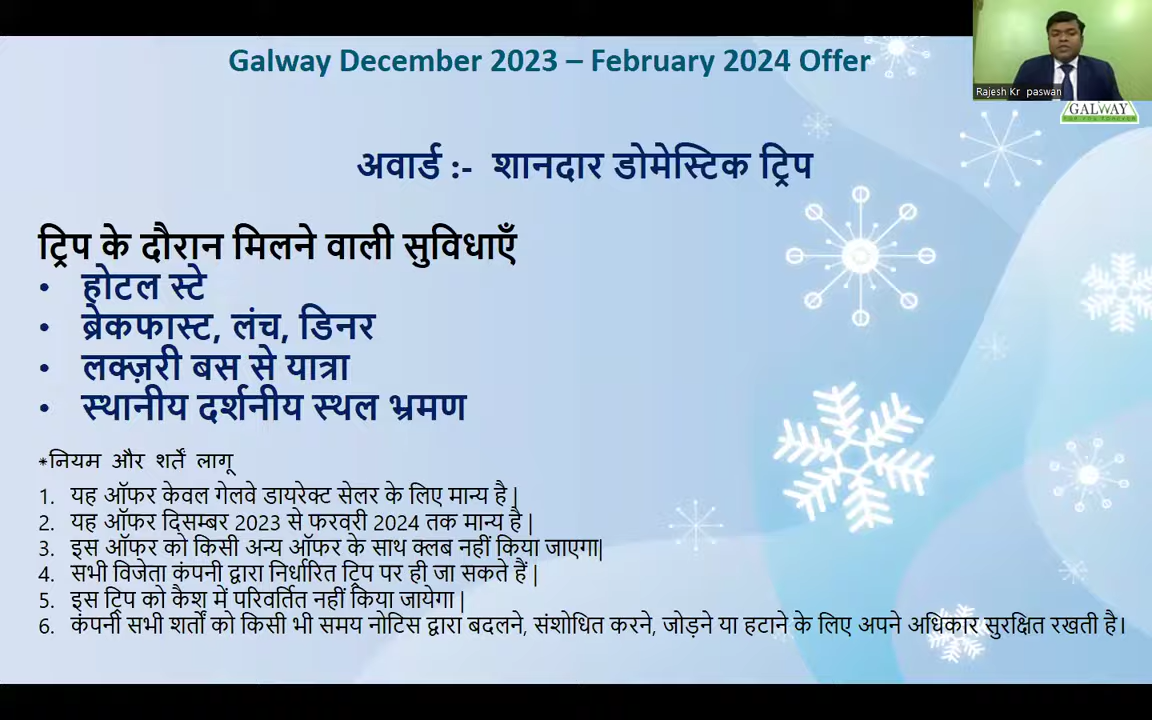 Galway December 2023 – February 2024 Offer
Rajesh Kr paswan
GALWAY
अवार्ड :- शानदार डोमेस्टिक ट्रिप
ट्रिप के दौरान मिलने वाली सुविधाएँ
• होटल स्टे
• ब्रेकफास्ट, लंच, डिनर
• लक्ज़री बस से यात्रा
• स्थानीय दर्शनीय स्थल भ्रमण
*नियम और शर्तें लागू
1. यह ऑफर केवल गेलवे डायरेक्ट सेलर के लिए मान्य है |
2. यह ऑफर दिसम्बर 2023 से फरवरी 2024 तक मान्य है |
3. इस ऑफर को किसी अन्य ऑफर के साथ क्लब नहीं किया जाएगा|
4. सभी विजेता कंपनी द्वारा निर्धारित ट्रिप पर ही जा सकते हैं |
5. इस ट्रिप को कैश में परिवर्तित नहीं किया जायेगा |
6. कंपनी सभी शर्तों को किसी भी समय नोटिस द्वारा बदलने, संशोधित करने, जोड़ने या हटाने के लिए अपने अधिकार सुरक्षित रखती है।